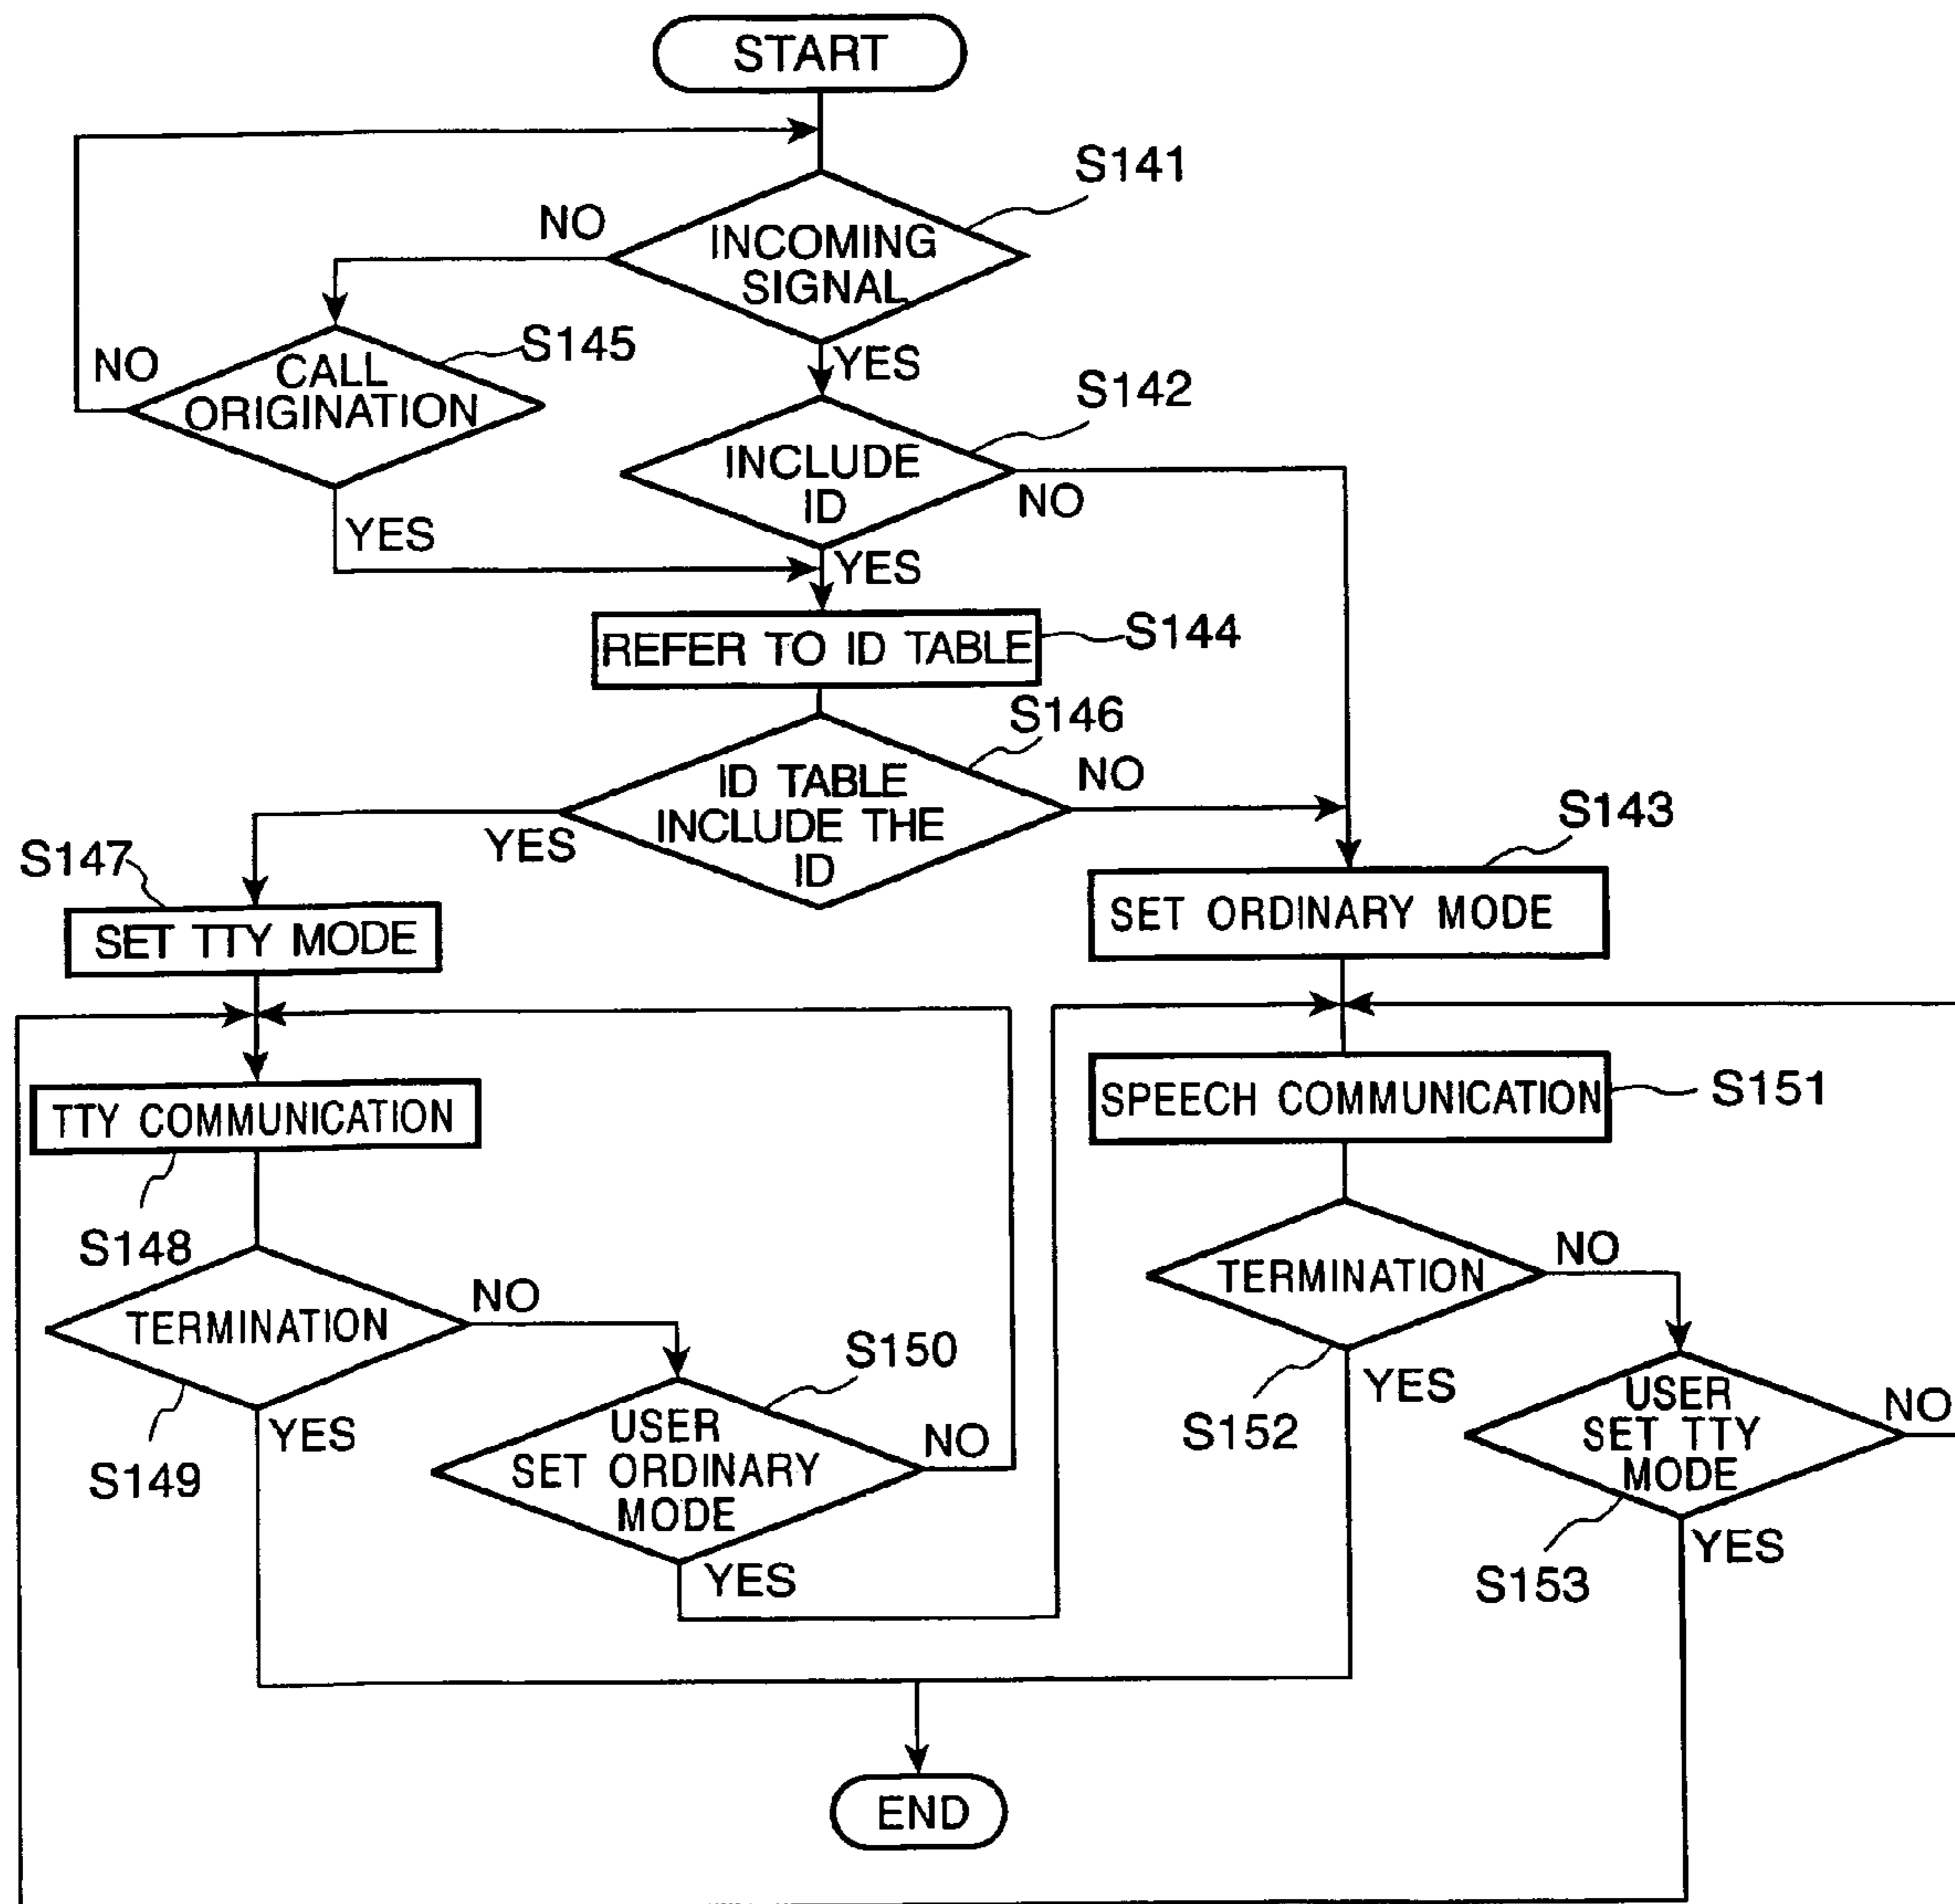 START
S141
NO
INCOMING
SIGNAL
S145
NO
CALL
ORIGINATION
YES
S142
INCLUDE
ID
NO
YES
YES
REFER TO ID TABLE
S144
S146
ID TABLE
INCLUDE THE
ID
NO
YES
S143
S147
SET ORDINARY MODE
SET TTY MODE
SPEECH COMMUNICATION
S151
TTY COMMUNICATION
S148
TERMINATION
NO
TERMINATION
NO
S150
YES
S152
USER
SET TTY
MODE
NO
YES
S149
USER
SET ORDINARY
MODE
NO
YES
S153
YES
END